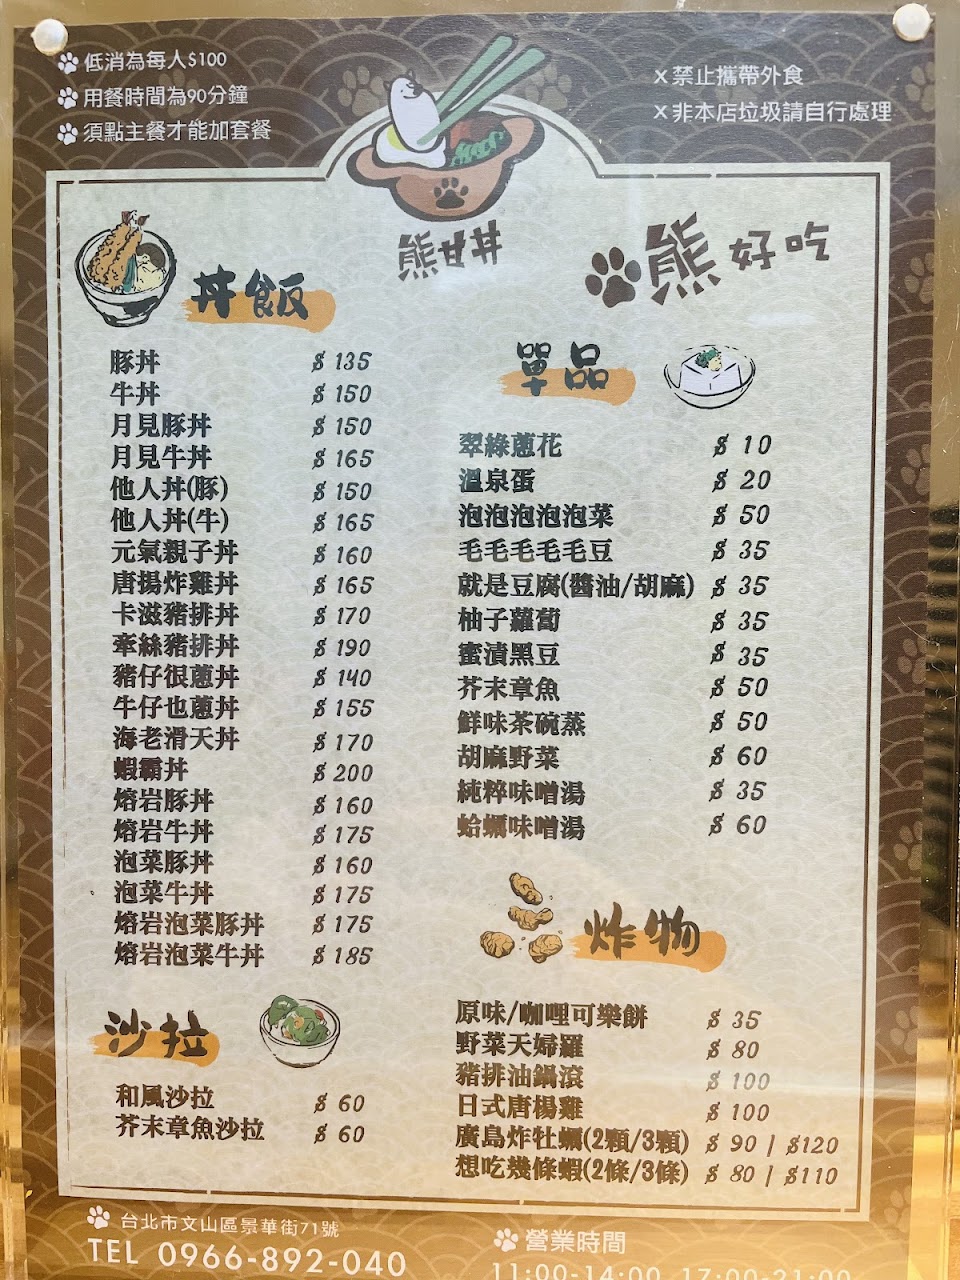 低消為每人$100
用餐時間為90分鐘
須點主餐才能加套餐
X禁止攜帶外食
X非本店垃圾請自行處理
熊丼
熊好吃
丼飯
豚丼 $135
牛丼 $150
月見豚丼 $150
月見牛丼 $165
他人丼(豚) $150
他人丼(牛) $165
元氣親子丼 $160
唐揚炸雞丼 $165
卡滋豬排丼 $170
牽絲豬排丼 $190
豬仔很蔥丼 $140
牛仔也蔥丼 $155
海老滑天丼 $170
蝦霸丼 $200
熔岩豚丼 $160
熔岩牛丼 $175
泡菜豚丼 $160
泡菜牛丼 $175
熔岩泡菜豚丼 $175
熔岩泡菜牛丼 $185
沙拉
和風沙拉 $60
芥末章魚沙拉 $60
單品
翠綠蔥花 $10
溫泉蛋 $20
泡泡泡泡泡菜 $50
毛毛毛毛毛豆 $35
就是豆腐(醬油/胡麻) $35
柚子蘿蔔 $35
蜜漬黑豆 $35
芥末章魚 $50
鮮味茶碗蒸 $50
胡麻野菜 $60
純粹味噌湯 $35
蛤蠣味噌湯 $60
炸物
原味/咖哩可樂餅 $35
野菜天婦羅 $80
豬排油鍋滾 $100
日式唐楊雞 $100
廣島炸牡蠣(2顆/3顆) $90 | $120
想吃幾條蝦(2條/3條) $80 | $110
台北市文山區景華街71號
TEL 0966-892-040
營業時間
11:00-14:00 17:00-21:00